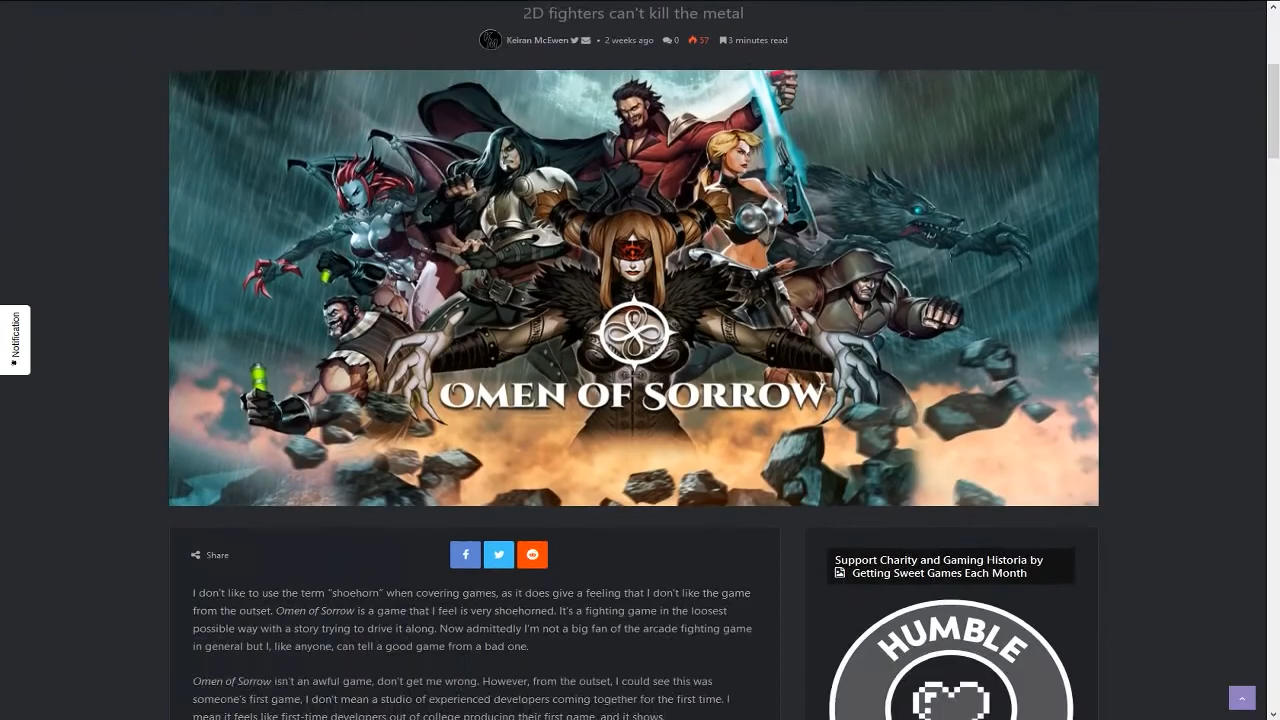 2D fighters can't kill the metal
Keiran McEwen • 2 weeks ago 0 57 3 minutes read
Notification
OMEN OF SORROW
Share
I don't like to use the term "shoehorn" when covering games, as it does give a feeling that I don't like the game
from the outset. Omen of Sorrow is a game that I feel is very shoehorned. It's a fighting game in the loosest
possible way with a story trying to drive it along. Now admittedly I'm not a big fan of the arcade fighting game
in general but I, like anyone, can tell a good game from a bad one.
Omen of Sorrow isn't an awful game, don't get me wrong. However, from the outset, I could see this was
someone's first game, I don't mean a studio of experienced developers coming together for the first time. I
mean it feels like first-time developers out of college producing their first game, and it shows.
Support Charity and Gaming Historia by
Getting Sweet Games Each Month
HUMBLE